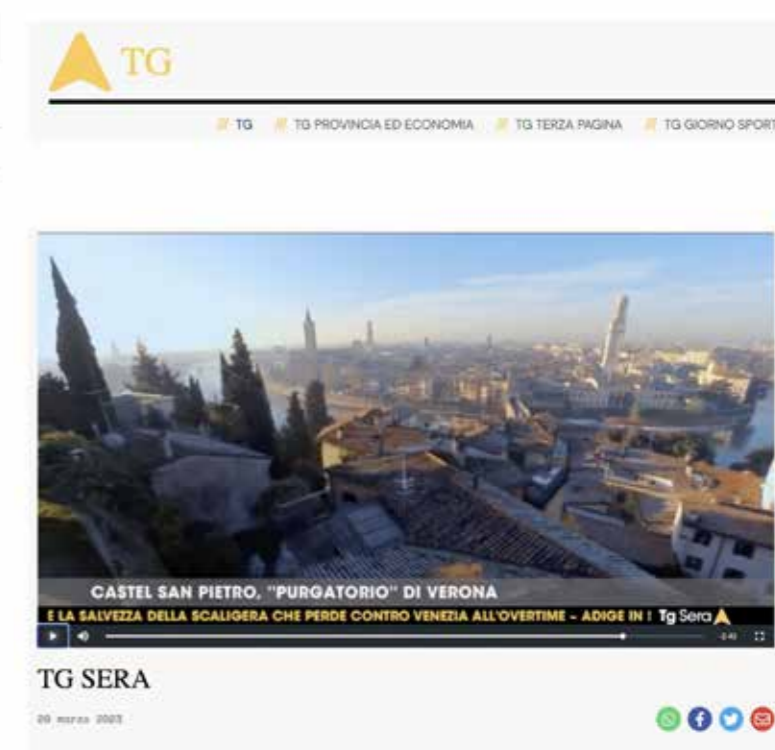 TG
TG TG PROVINCIA ED ECONOMIA TG TERZA PAGINA TG GIORNO SPORT
CASTEL SAN PIETRO, "PURGATORIO" DI VERONA
E LA SALVEZZA DELLA SCALIGERA CHE PERDE CONTRO VENEZIA ALL'OVERTIME - ADIGE IN Tg Sera
TG SERA
marzo 2023